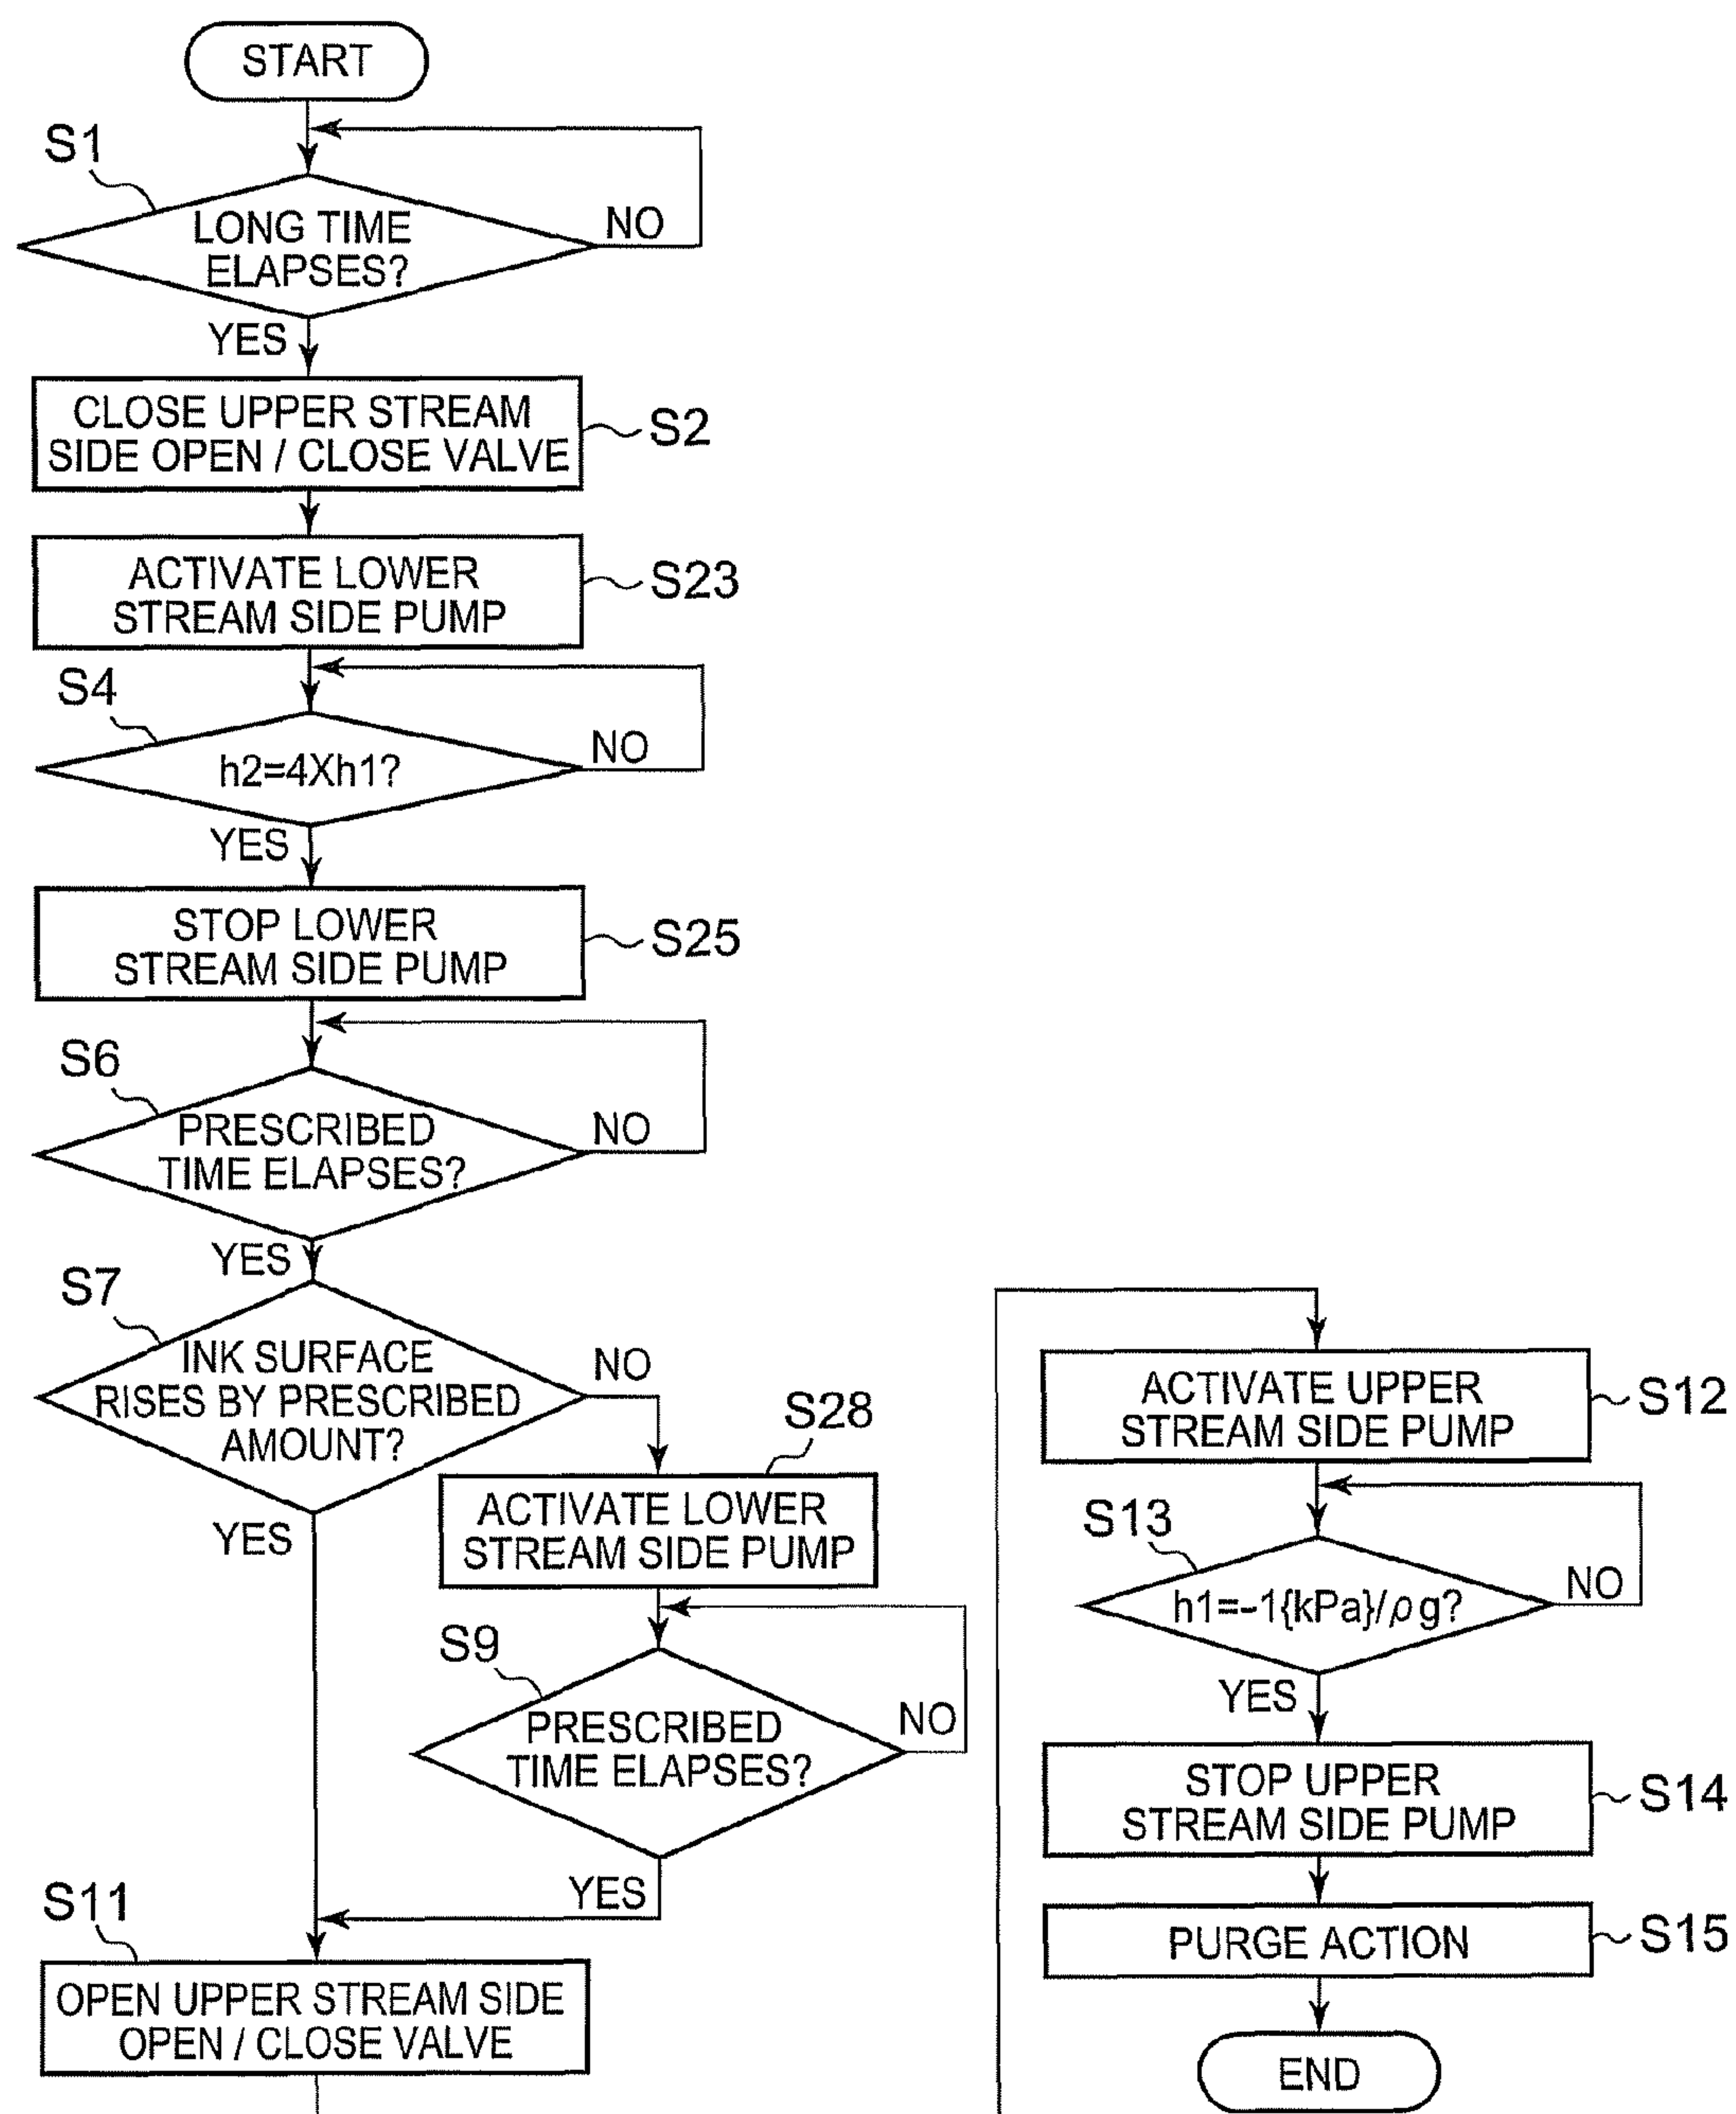 START
S1
LONG TIME
ELAPSES?
NO
YES
CLOSE UPPER STREAM
SIDE OPEN / CLOSE VALVE
S2
ACTIVATE LOWER
STREAM SIDE PUMP
S23
S4
h2=4Xh1?
NO
YES
STOP LOWER
STREAM SIDE PUMP
S25
S6
PRESCRIBED
TIME ELAPSES?
NO
YES
S7
INK SURFACE
RISES BY PRESCRIBED
AMOUNT?
NO
YES
S28
ACTIVATE LOWER
STREAM SIDE PUMP
S9
PRESCRIBED
TIME ELAPSES?
NO
YES
S11
OPEN UPPER STREAM SIDE
OPEN / CLOSE VALVE
ACTIVATE UPPER
STREAM SIDE PUMP
S12
S13
h1=-1{kPa}/ρg?
NO
YES
STOP UPPER
STREAM SIDE PUMP
S14
PURGE ACTION
S15
END